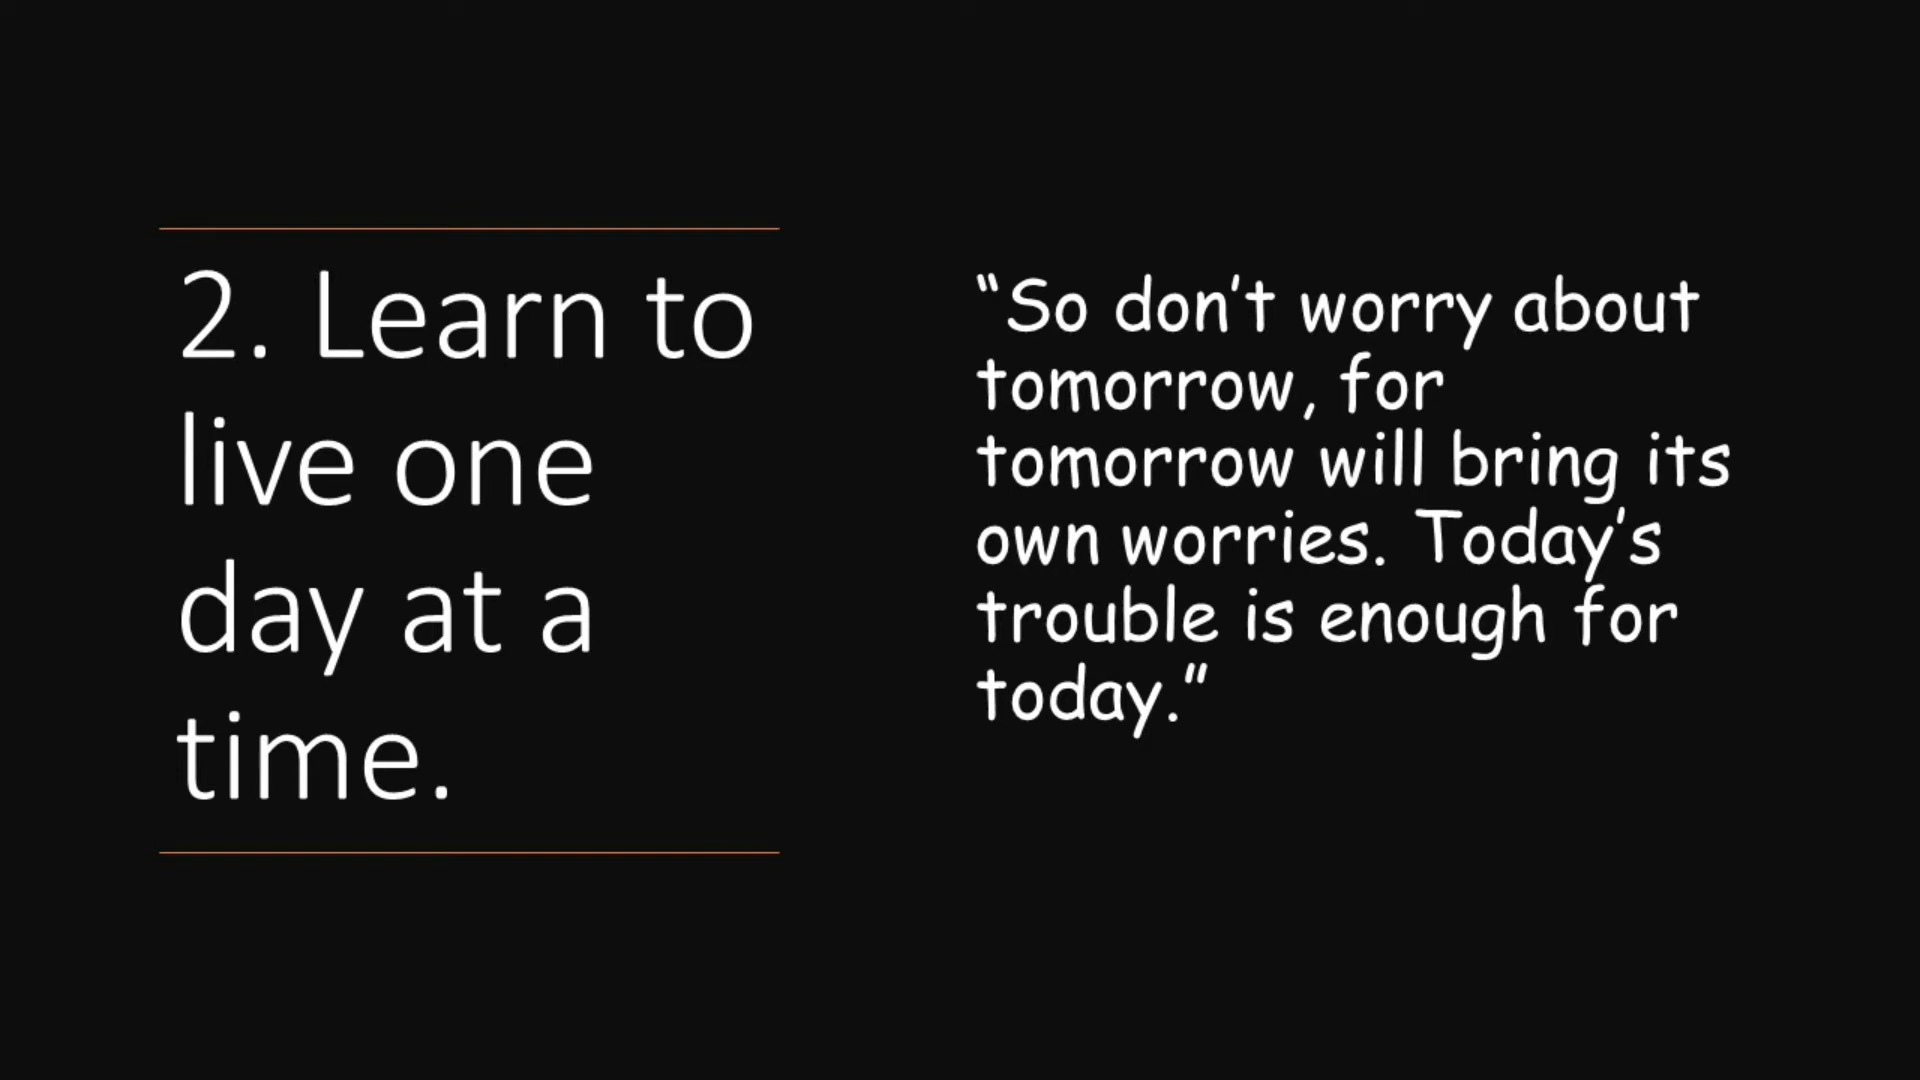 2. Learn to
live one
day at a
time.
“So don’t worry about
tomorrow, for
tomorrow will bring its
own worries. Today’s
trouble is enough for
today.”